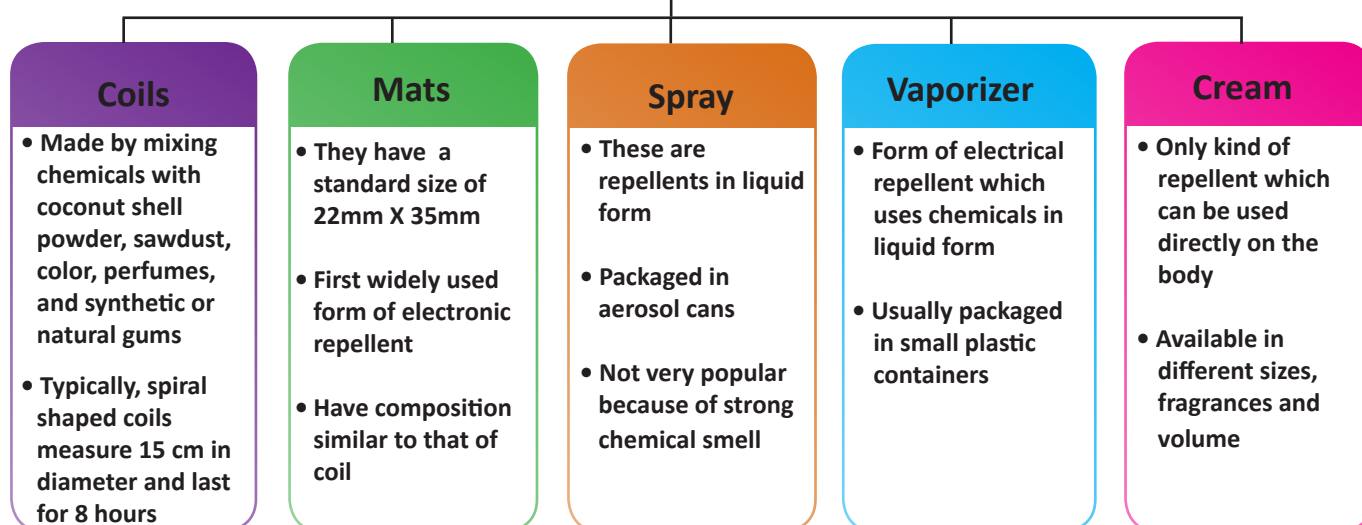 Coils
• Made by mixing
chemicals with
coconut shell
powder, sawdust,
color, perfumes,
and synthetic or
natural gums
• Typically, spiral
shaped coils
measure 15 cm in
diameter and last
for 8 hours
Mats
• They have a
standard size of
22mm X 35mm
• First widely used
form of electronic
repellent
• Have composition
similar to that of
coil
Spray
• These are
repellents in liquid
form
• Packaged in
aerosol cans
• Not very popular
because of strong
chemical smell
Vaporizer
• Form of electrical
repellent which
uses chemicals in
liquid form
• Usually packaged
in small plastic
containers
Cream
• Only kind of
repellent which
can be used
directly on the
body
• Available in
different sizes,
fragrances and
volume